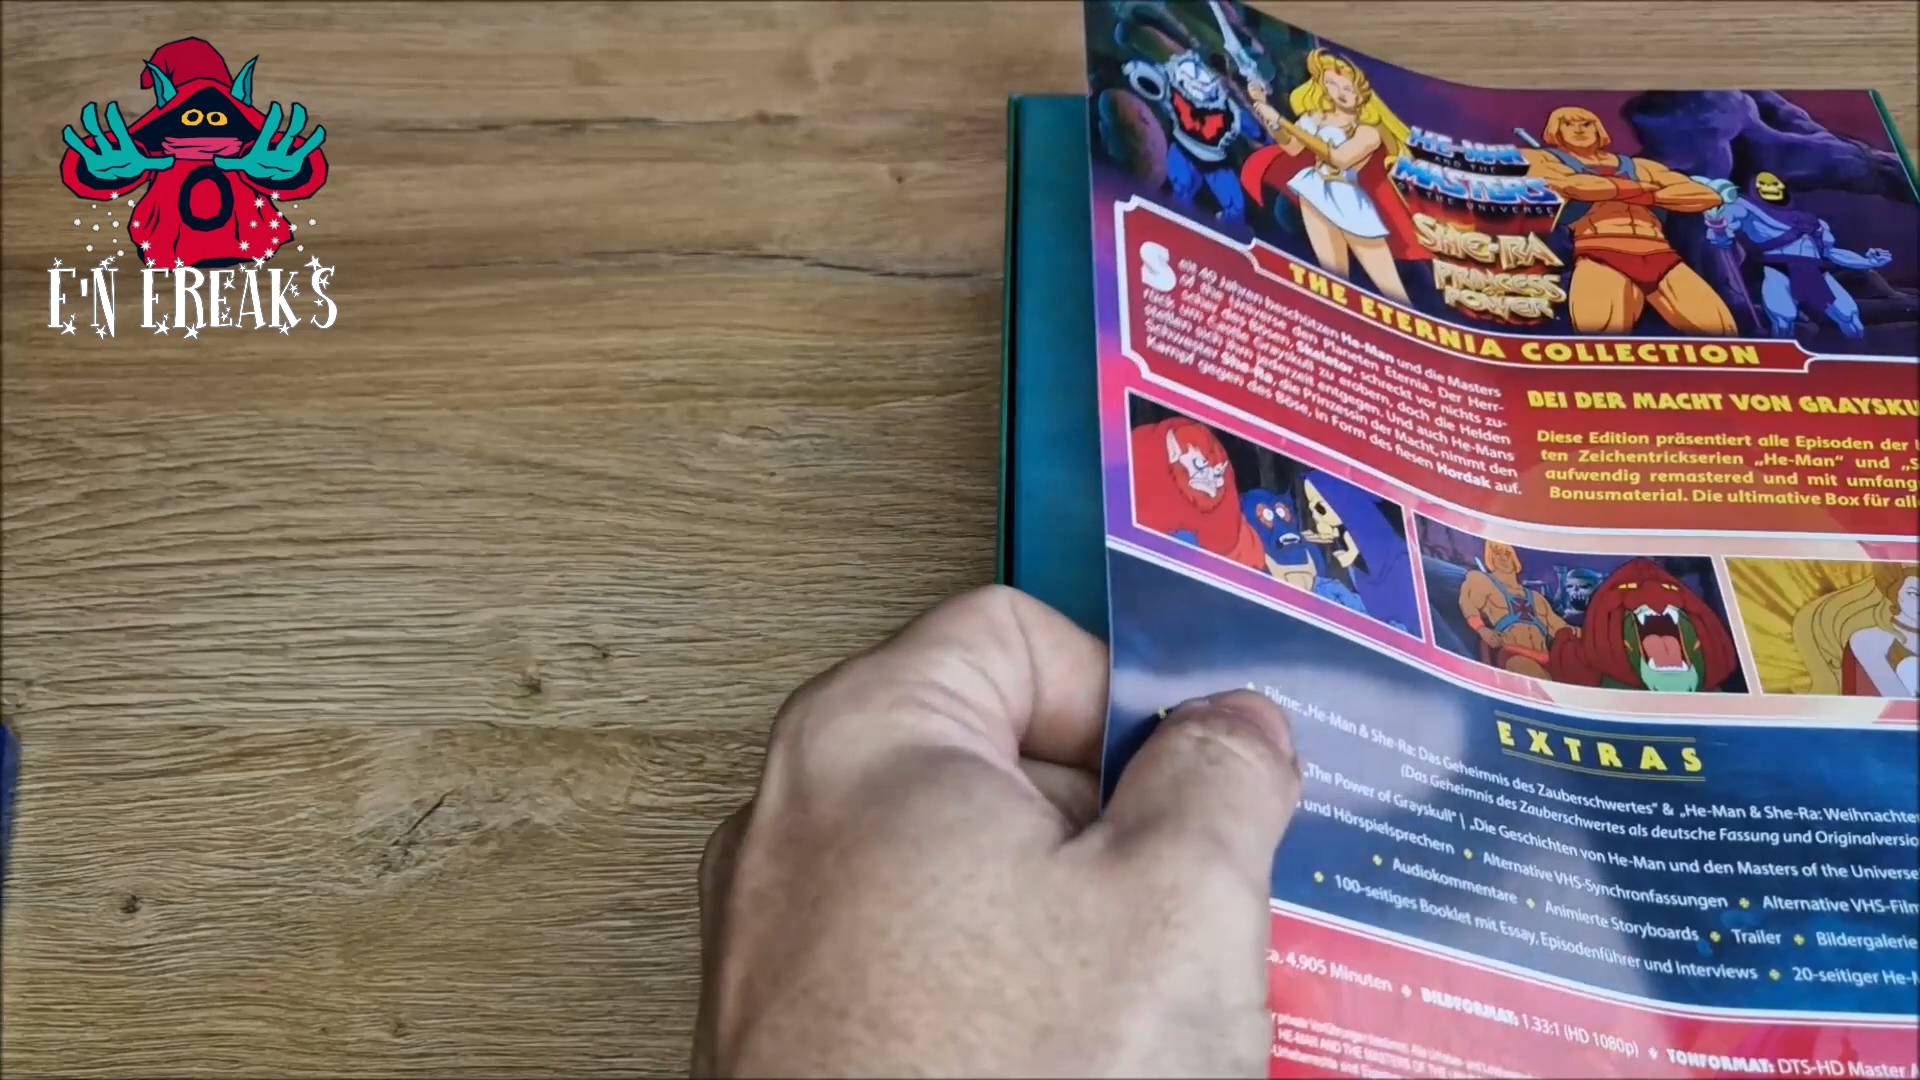 E'N FREAKS
HE-MAN
AND THE
MASTERS
OF THE UNIVERSE
SHE-RA
PRINCESS
POWER
THE ETERNIA COLLECTION
Seit 40 Jahren beschützen He-Man und die Masters
of the Universe den Planeten Eternia. Der Herr-
scher des Bösen, Skeletor, schreckt vor nichts zu-
rück um Castle Grayskull zu erobern, doch die Helden
stellen sich ihm jederzeit entgegen. Und auch He-Mans
Schwester She-Ra, die Prinzessin der Macht, nimmt den
Kampf gegen das Böse, in Form des fiesen Hordak auf.
BEI DER MACHT VON GRAYSKU
Diese Edition präsentiert alle Episoden der
ten Zeichentrickserien „He-Man“ und „S
aufwendig remastered und mit umfang
Bonusmaterial. Die ultimative Box für all
EXTRAS
Filme: „He-Man & She-Ra: Das Geheimnis des Zauberschwertes“ & „He-Man & She-Ra: Weihnachte
(Das Geheimnis des Zauberschwertes als deutsche Fassung und Originalversio
„The Power of Grayskull“ | „Die Geschichten von He-Man und den Masters of the Universe
und Hörspielsprechern ✦ Alternative VHS-Synchronfassungen ✦ Alternative VHS-Film
✦ Audiokommentare ✦ Animierte Storyboards ✦ Trailer ✦ Bildergalerie
✦ 100-seitiges Booklet mit Essay, Episodenführer und Interviews ✦ 20-seitiger He-M
ca. 4.905 Minuten ✦ BILDFORMAT: 1.33:1 (HD 1080p) ✦ TONFORMAT: DTS-HD Master A
HE-MAN AND THE MASTERS OF THE